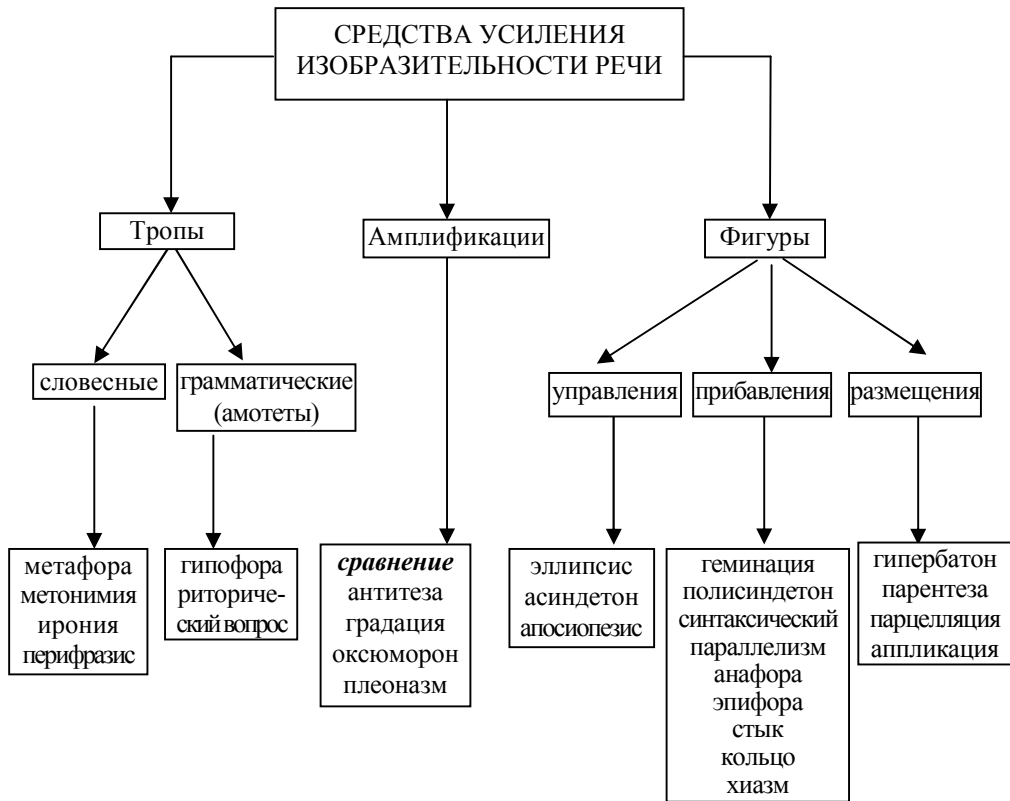 СРЕДСТВА УСИЛЕНИЯ
ИЗОБРАЗИТЕЛЬНОСТИ РЕЧИ
Тропы
Амплификации
Фигуры
словесные
грамматические
(амотеты)
управления
прибавления
размещения
метафора
метонимия
ирония
перифразис
гипофора
риториче-
ский вопрос
сравнение
антитеза
градация
оксюморон
плеоназм
эллипсис
асиндетон
апосиопезис
геминация
полисиндетон
синтаксический
параллелизм
анафора
эпифора
стык
кольцо
хиазм
гипербатон
парентеза
парцелляция
аппликация